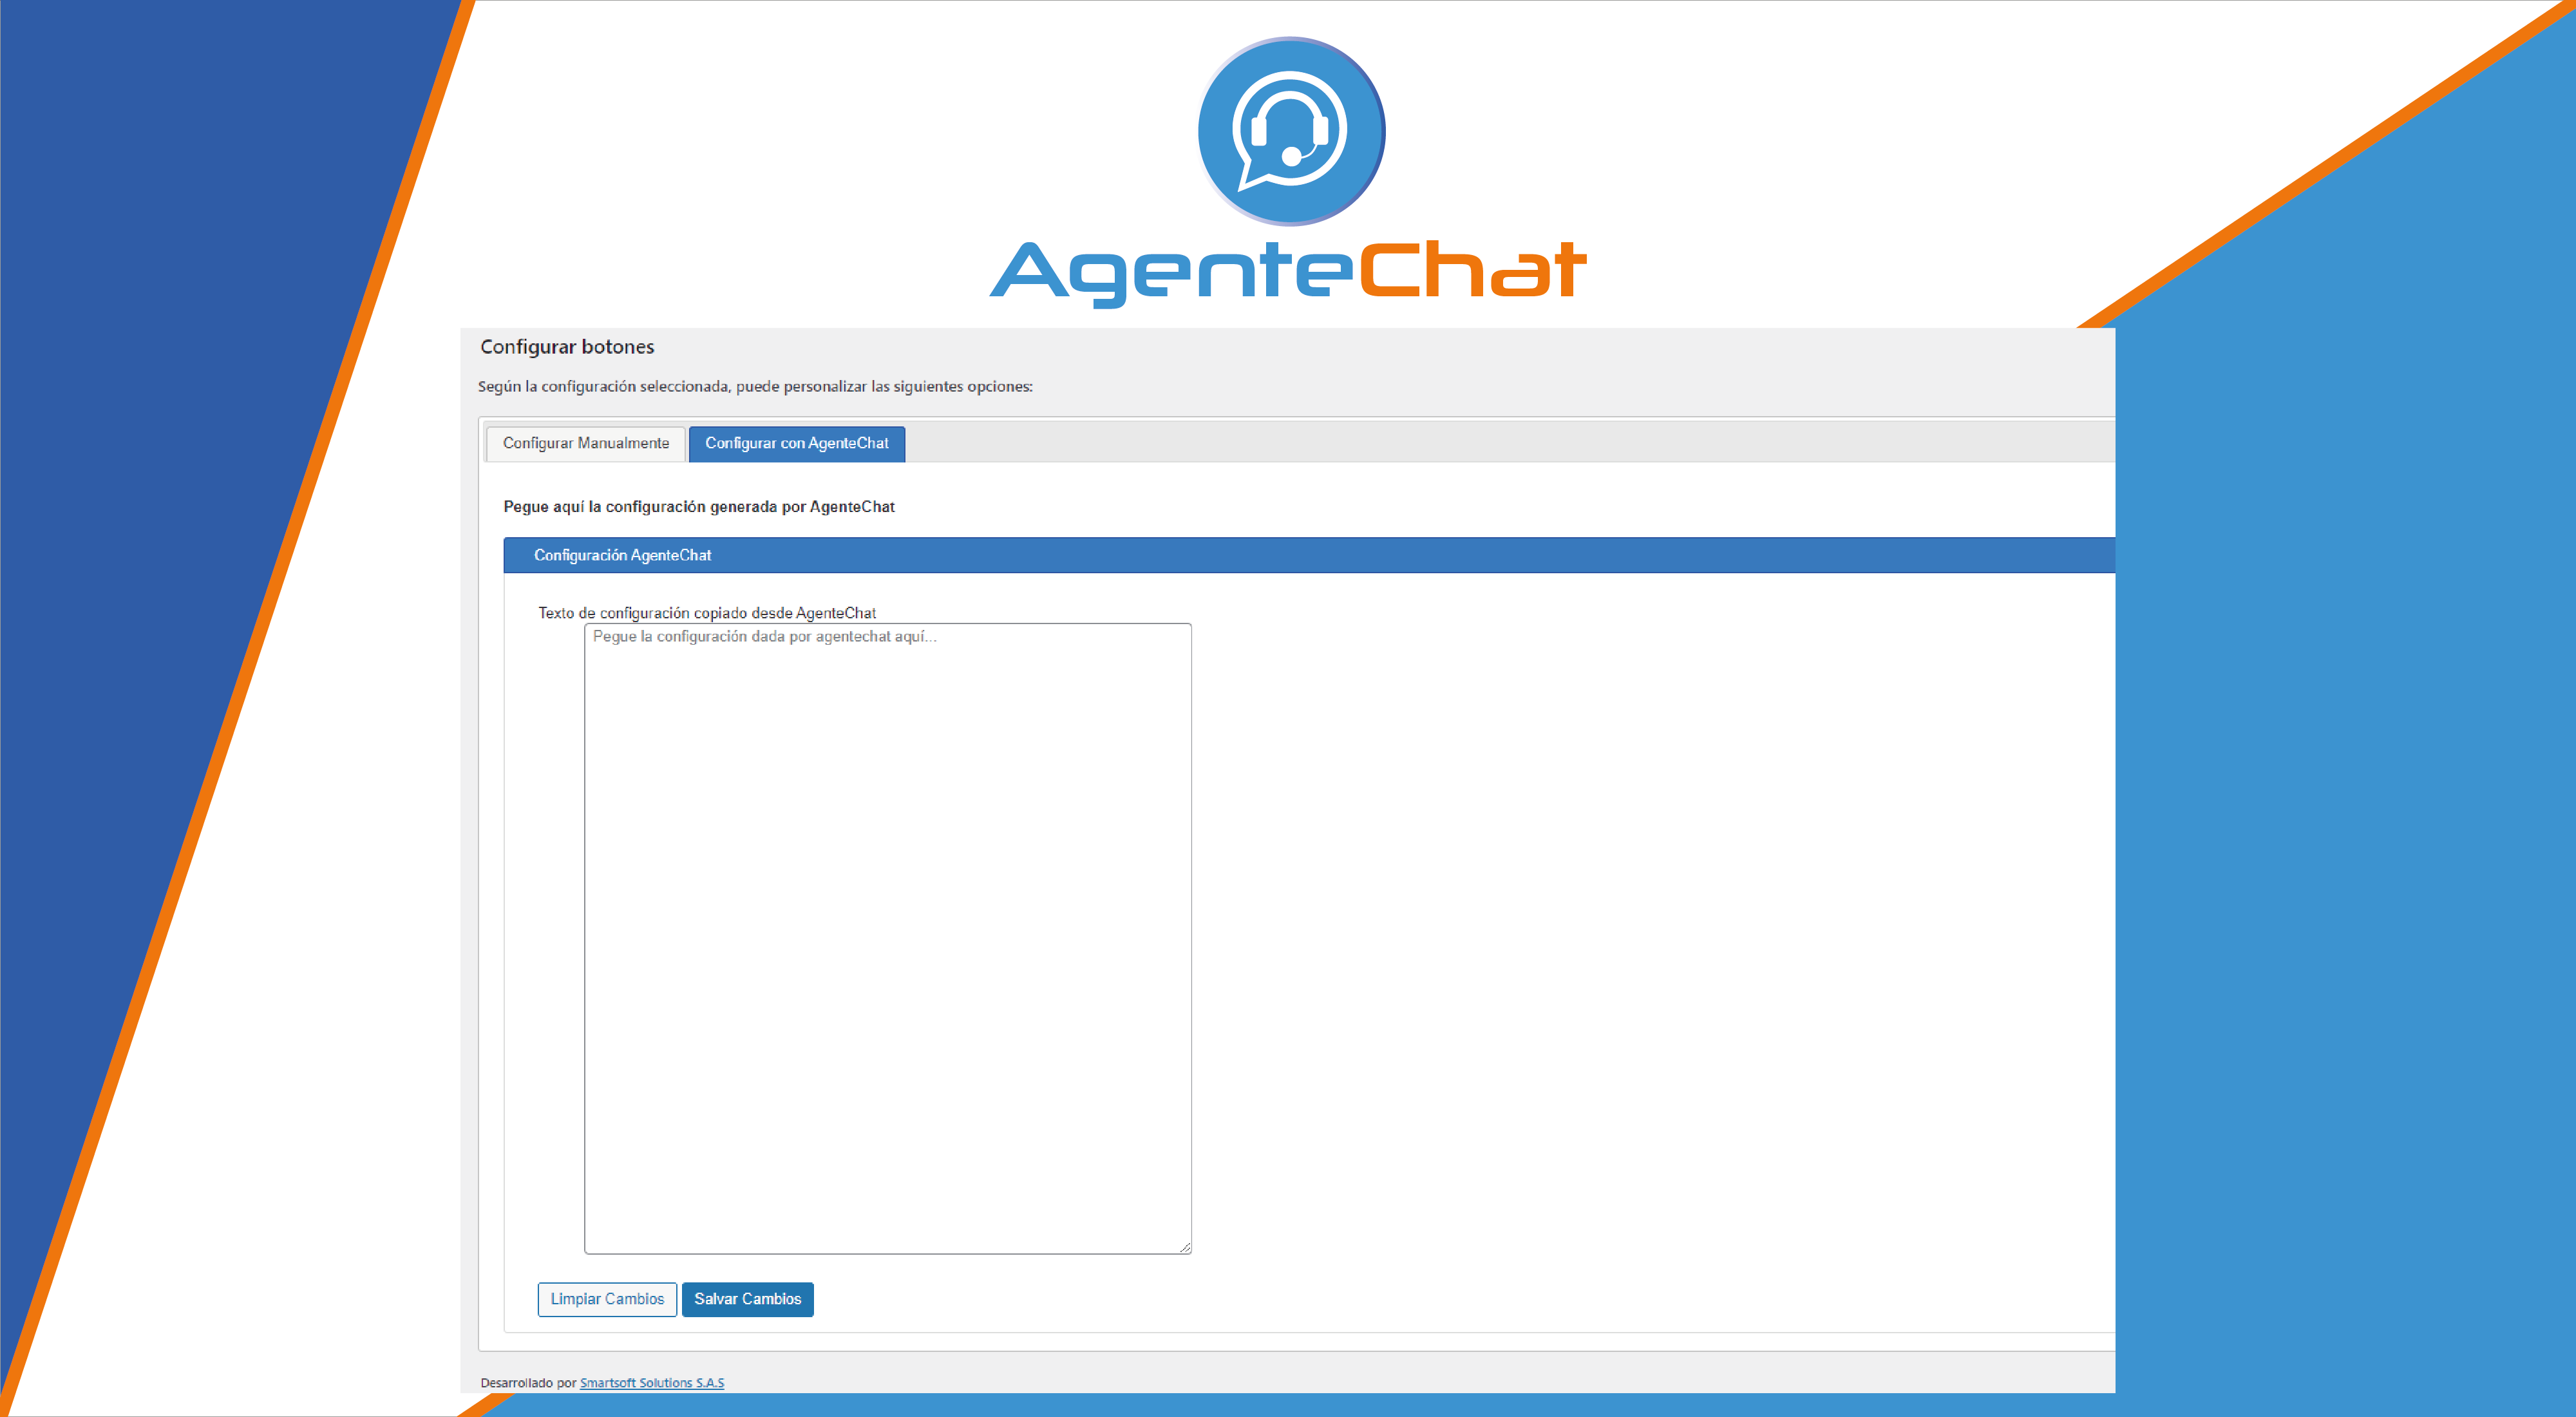 AgenteChat
Configurar botones
Según la configuración seleccionada, puede personalizar las siguientes opciones:
Configurar Manualmente Configurar con AgenteChat
Pegue aquí la configuración generada por AgenteChat
Configuración AgenteChat
Texto de configuración copiado desde AgenteChat
Pegue la configuración dada por agentechat aquí...
Limpiar Cambios Salvar Cambios
Desarrollado por Smartsoft Solutions S.A.S